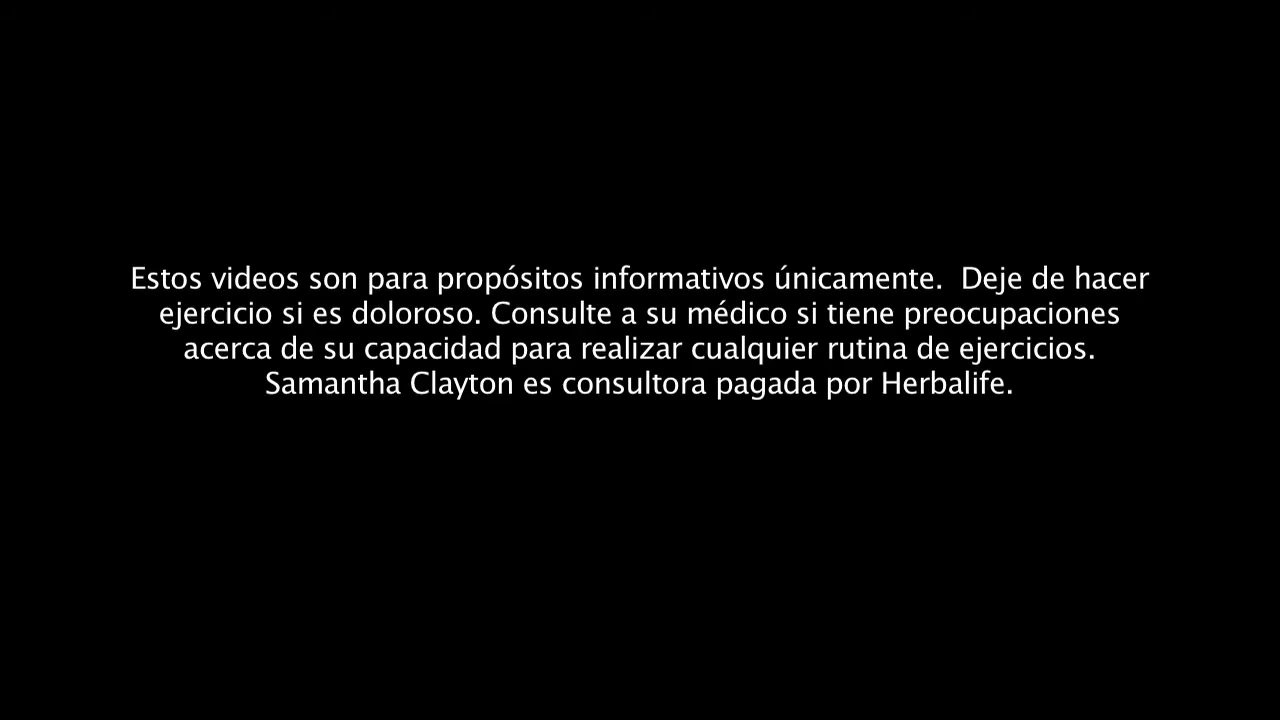 Estos videos son para propósitos informativos únicamente.  Deje de hacer
ejercicio si es doloroso. Consulte a su médico si tiene preocupaciones
acerca de su capacidad para realizar cualquier rutina de ejercicios.
Samantha Clayton es consultora pagada por Herbalife.